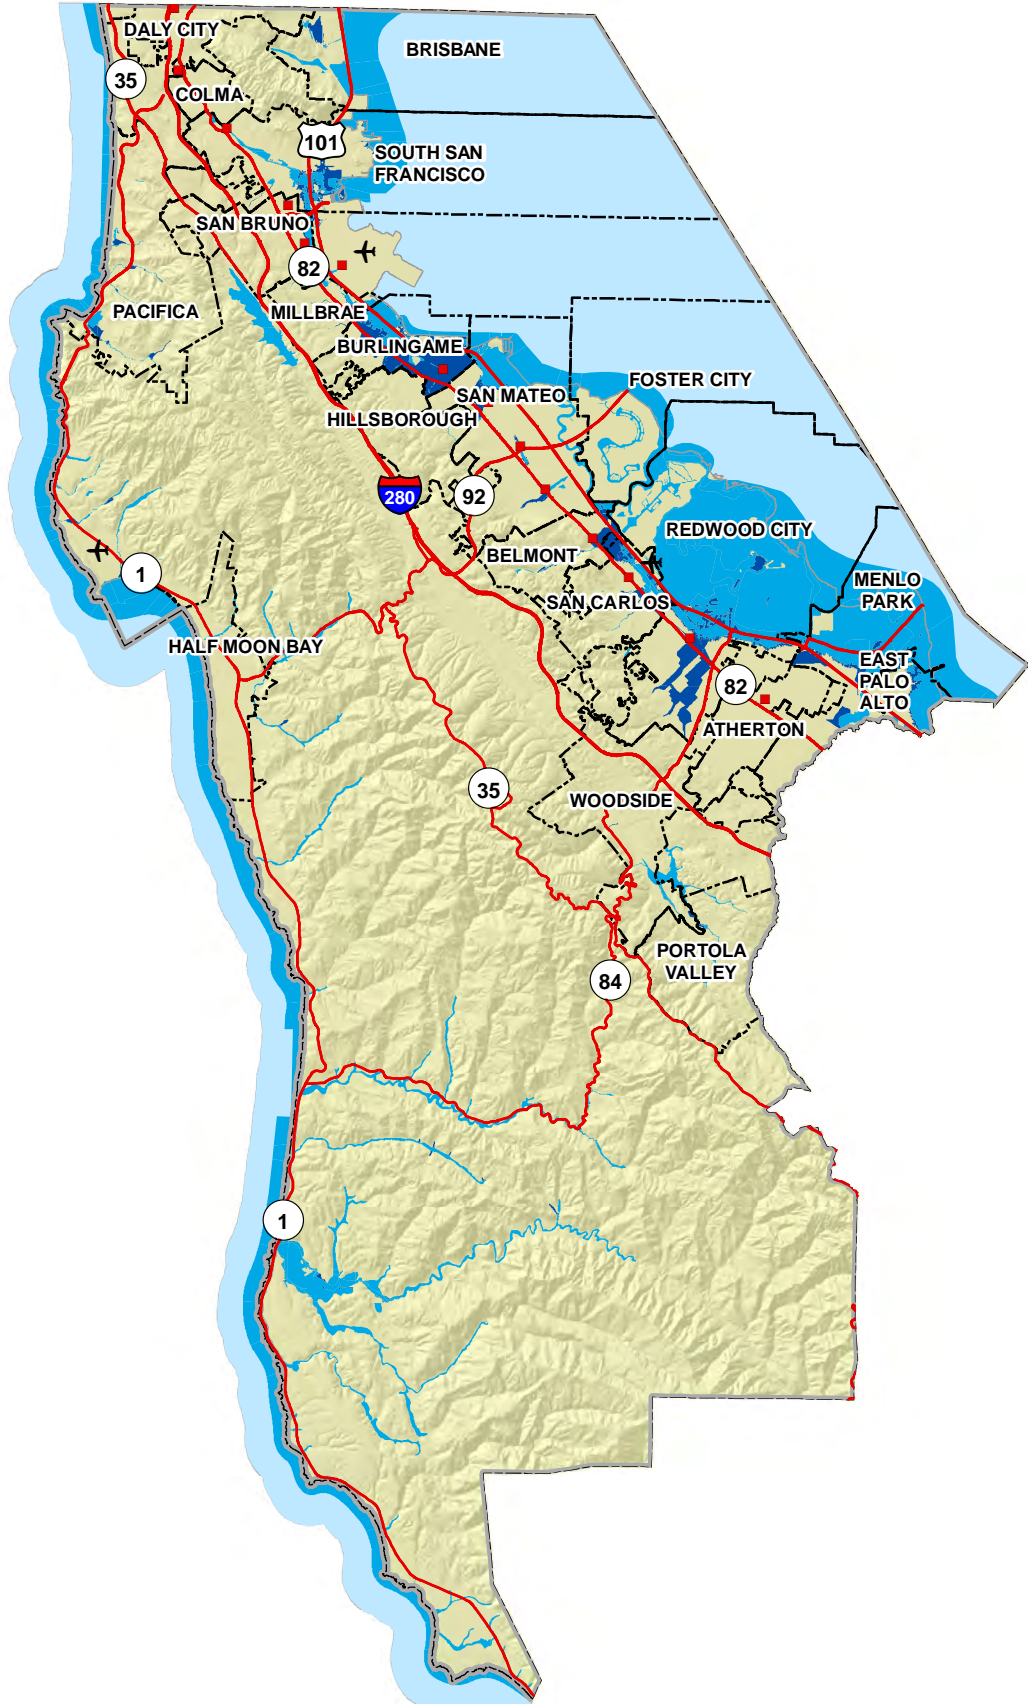 DALY CITY
BRISBANE
35
COLMA
101
SOUTH SAN
FRANCISCO
SAN BRUNO
82
PACIFICA
MILLBRAE
BURLINGAME
FOSTER CITY
SAN MATEO
HILLSBOROUGH
280
92
REDWOOD CITY
BELMONT
1
MENLO
PARK
SAN CARLOS
HALF MOON BAY
EAST
PALO
ALTO
82
ATHERTON
35
WOODSIDE
PORTOLA
VALLEY
84
1